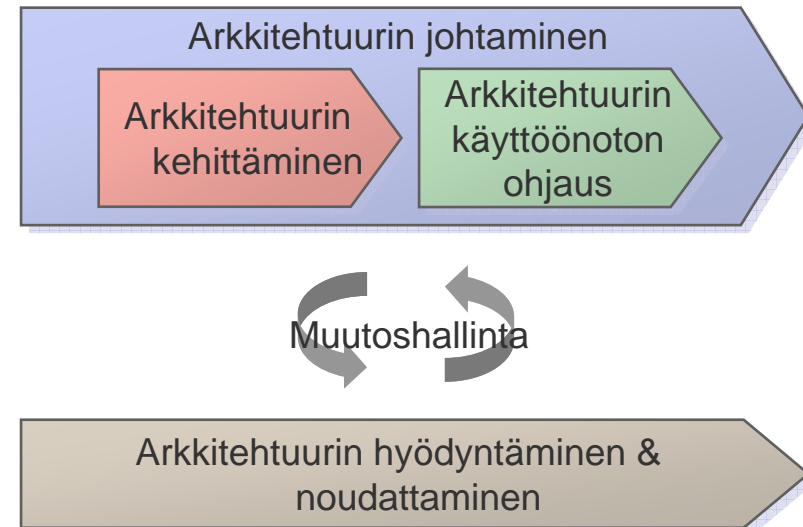 Arkkitehtuurin johtaminen
Arkkitehtuurin
kehittäminen
Arkkitehtuurin
käyttöönoton
ohjaus
Muutoshallinta
Arkkitehtuurin hyödyntäminen &
noudattaminen